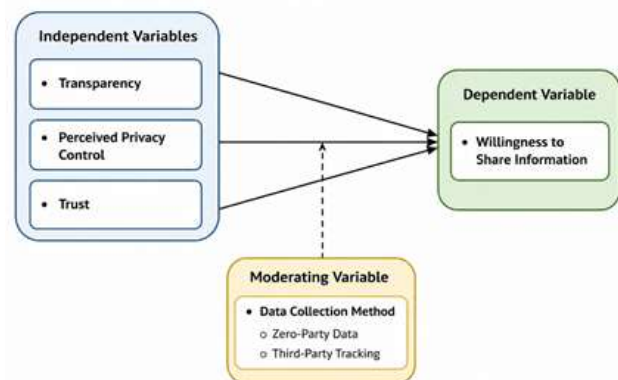 Independent Variables
• Transparency
• Perceived Privacy
Control
• Trust
Dependent Variable
• Willingness to
Share Information
Moderating Variable
• Data Collection Method
○ Zero-Party Data
○ Third-Party Tracking